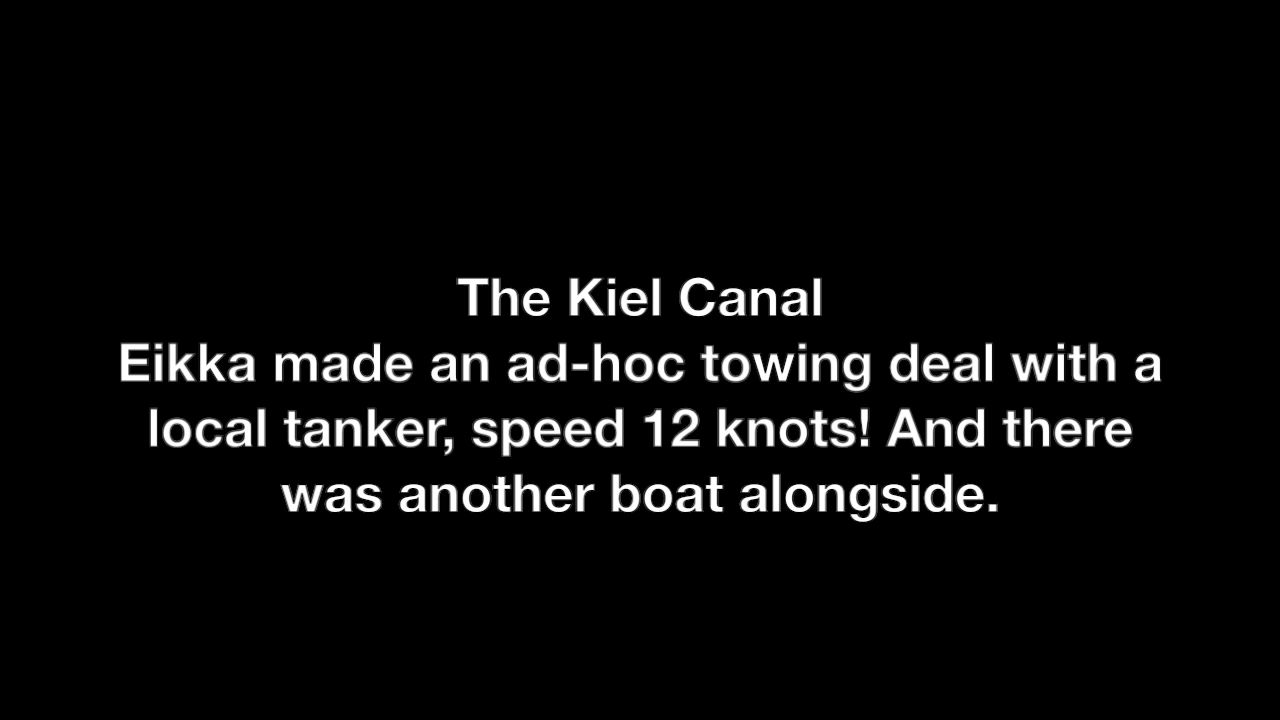 The Kiel Canal
Eikka made an ad-hoc towing deal with a
local tanker, speed 12 knots! And there
was another boat alongside.